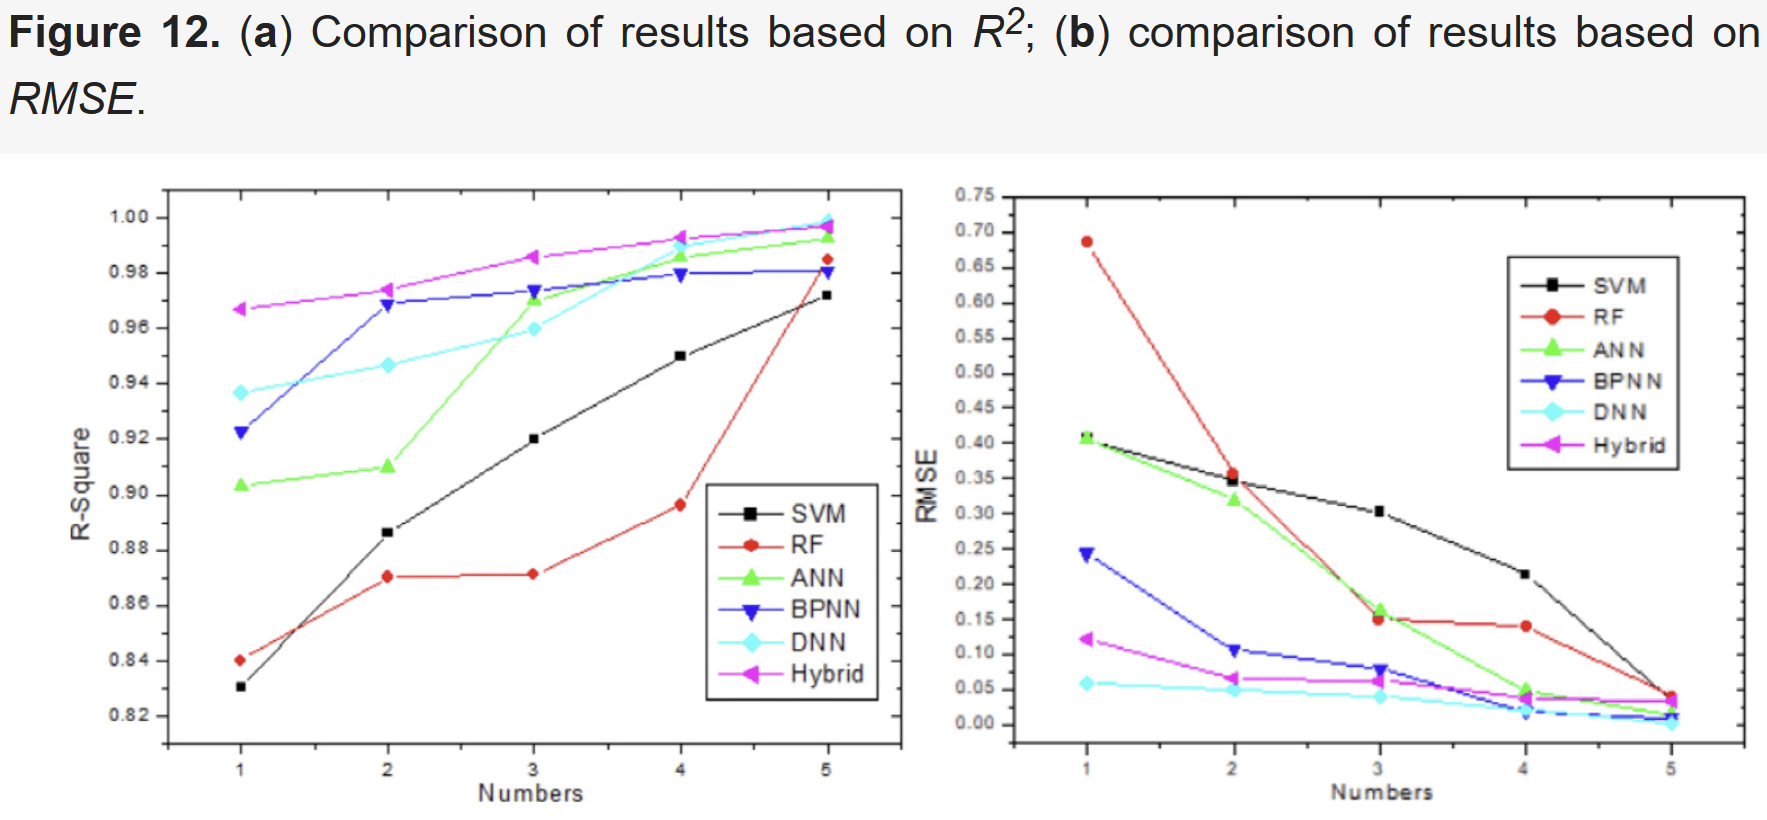 Figure 12. (a) Comparison of results based on R2; (b) comparison of results based on
RMSE.
1.00
0.98
0.96
0.94
0.92
0.90
0.88
0.86
0.84
0.82
R-Square
1 2 3 4 5
Numbers
SVM
RF
ANN
BPNN
DNN
Hybrid
0.75
0.70
0.65
0.60
0.55
0.50
0.45
0.40
0.35
0.30
0.25
0.20
0.15
0.10
0.05
0.00
RMSE
1 2 3 4 5
Numbers
SVM
RF
ANN
BPNN
DNN
Hybrid